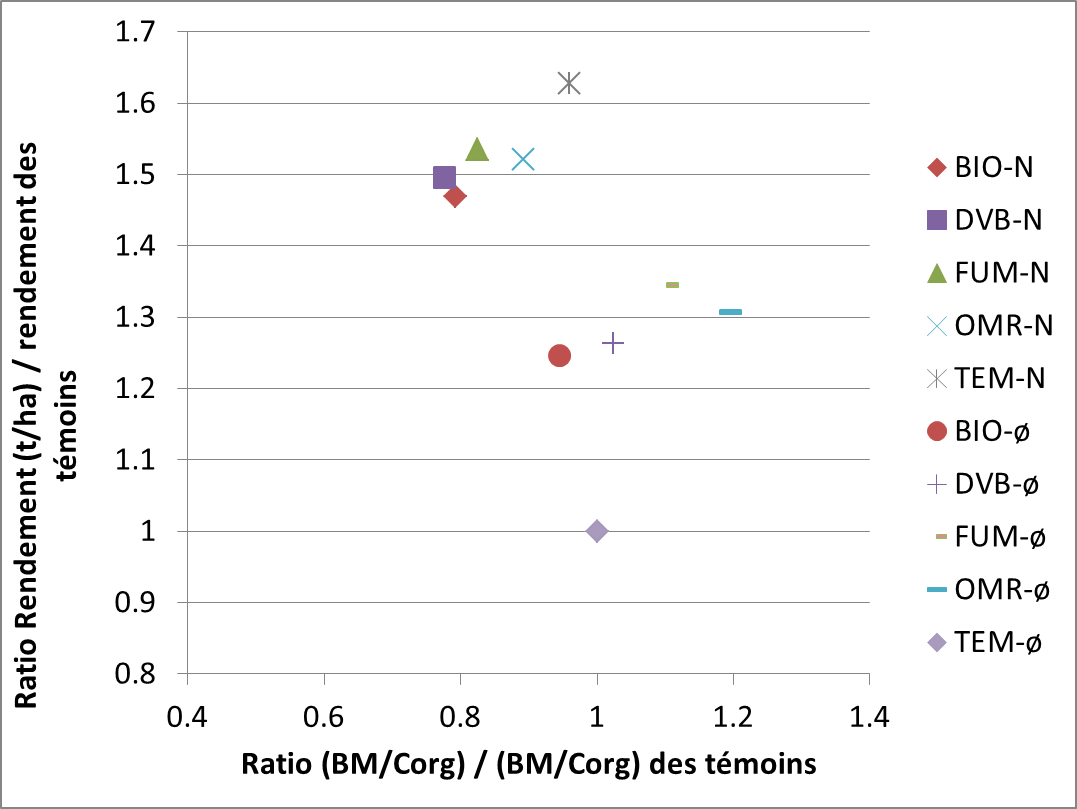 Ratio Rendement (t/ha) / rendement des
témoins
1.7
1.6
1.5
1.4
1.3
1.2
1.1
1
0.9
0.8
0.4
0.6
0.8
1
1.2
1.4
Ratio (BM/Corg) / (BM/Corg) des témoins
BIO-N
DVB-N
FUM-N
OMR-N
TEM-N
BIO-ø
DVB-ø
FUM-ø
OMR-ø
TEM-ø